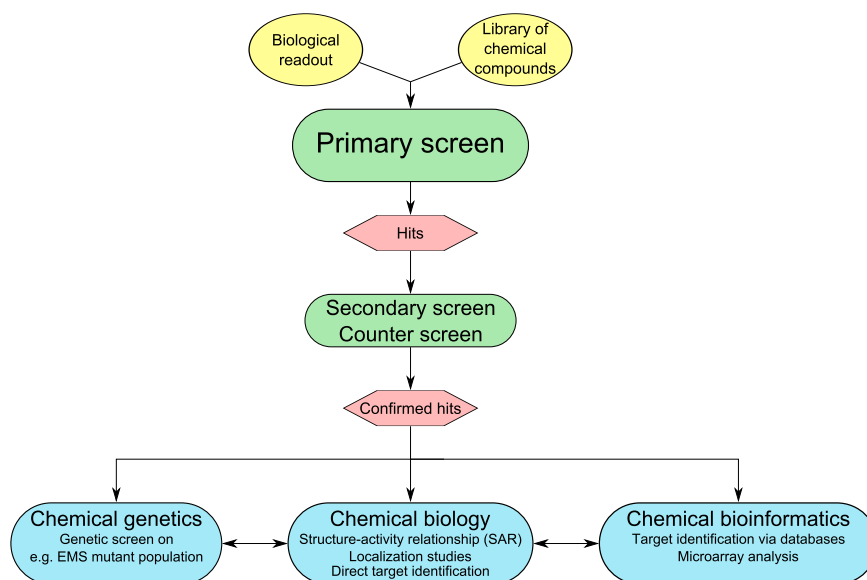 Biological
readout
Library of
chemical
compounds
Primary screen
Hits
Secondary screen
Counter screen
Confirmed hits
Chemical genetics
Genetic screen on
e.g. EMS mutant population
Chemical biology
Structure-activity relationship (SAR)
Localization studies
Direct target identification
Chemical bioinformatics
Target identification via databases
Microarray analysis